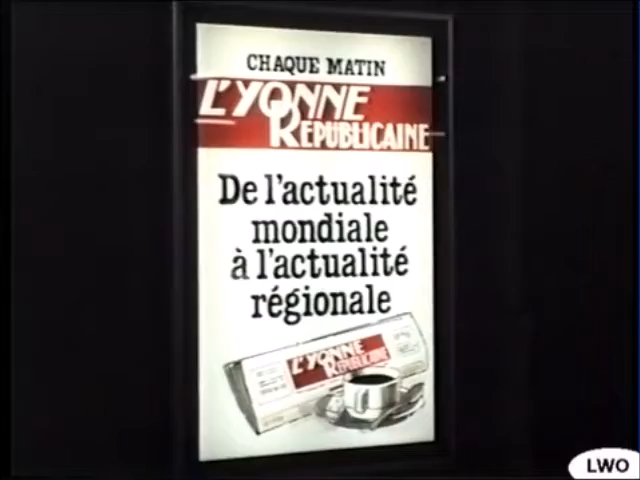 CHAQUE MATIN
L'YONNE
RÉPUBLICAINE
De l'actualité
mondiale
à l'actualité
régionale
L'YONNE
RÉPUBLICAINE
LWO